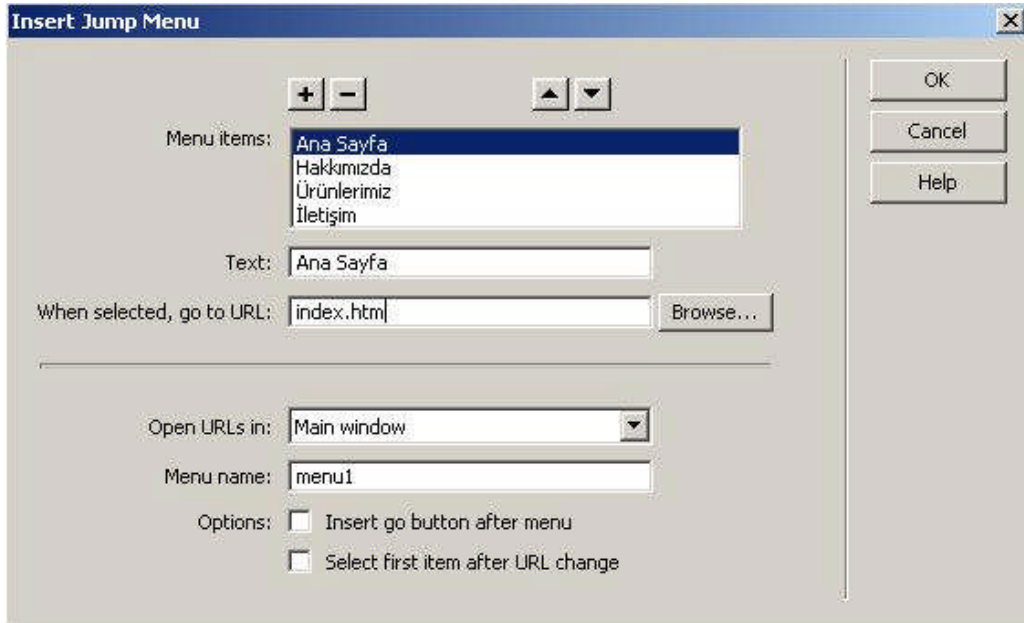 Insert Jump Menu
OK
Cancel
Help
Menu items:
Ana Sayfa
Hakkımızda
Ürünlerimiz
İletişim
Text: Ana Sayfa
When selected, go to URL: index.htm Browse...
Open URLs in: Main window
Menu name: menu1
Options: Insert go button after menu
Select first item after URL change